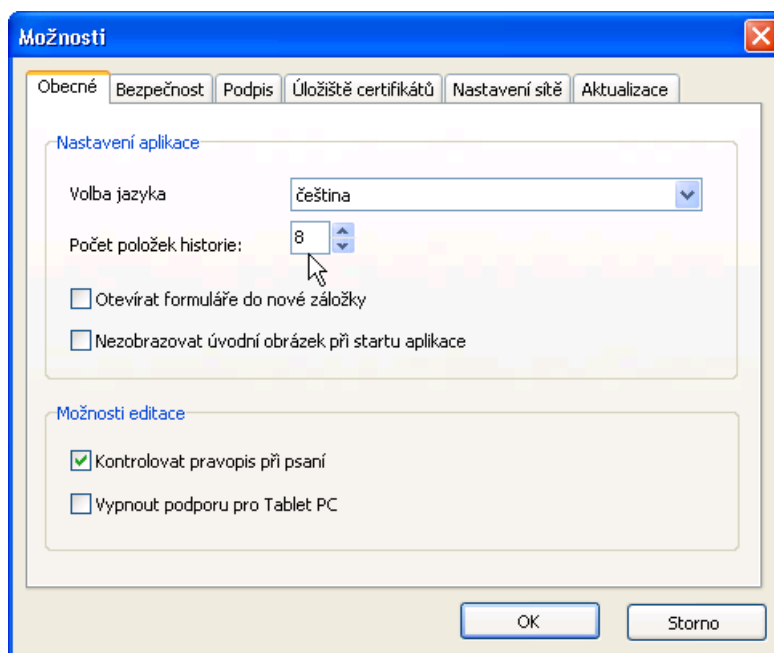 Možnosti
Obecné Bezpečnost Podpis Úložiště certifikátů Nastavení sítě Aktualizace
Nastavení aplikace
Volba jazyka čeština
Počet položek historie: 8
Otevírat formuláře do nové záložky
Nezobrazovat úvodní obrázek při startu aplikace
Možnosti editace
Kontrolovat pravopis při psaní
Vypnout podporu pro Tablet PC
OK Storno